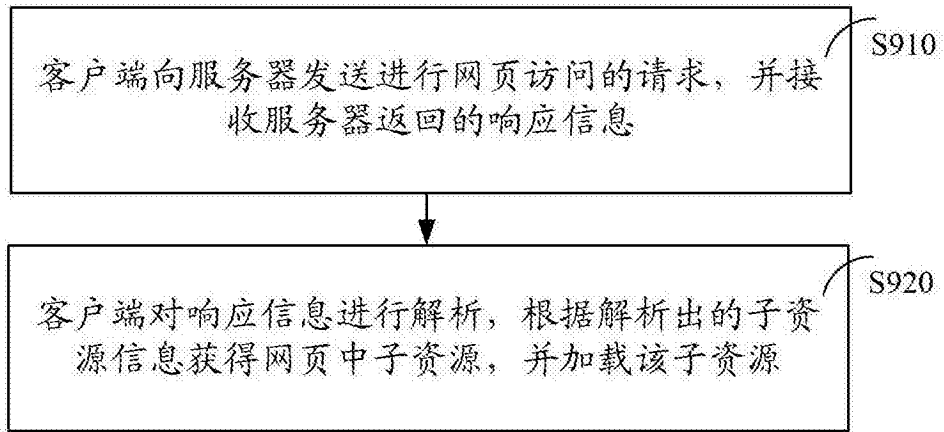 S910
客户端向服务器发送进行网页访问的请求，并接
收服务器返回的响应信息
S920
客户端对响应信息进行解析，根据解析出的子资
源信息获得网页中子资源，并加载该子资源